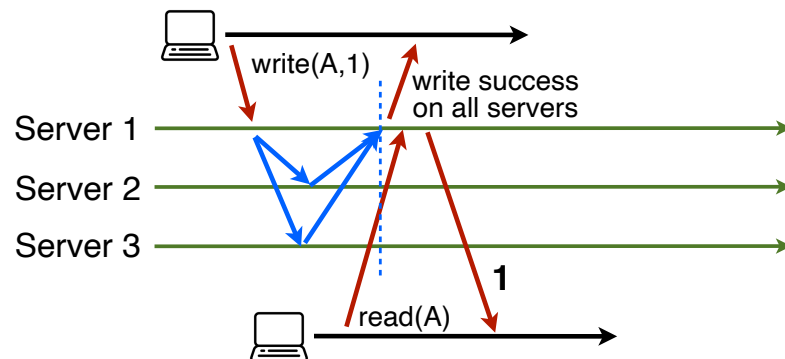 write(A,1)
write success
on all servers
Server 1
Server 2
Server 3
1
read(A)